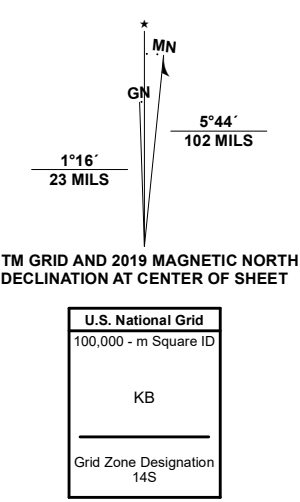 ★
MN
GN
5°44´
102 MILS
1°16´
23 MILS
TM GRID AND 2019 MAGNETIC NORTH
DECLINATION AT CENTER OF SHEET
U.S. National Grid
100,000 - m Square ID
KB
Grid Zone Designation
14S